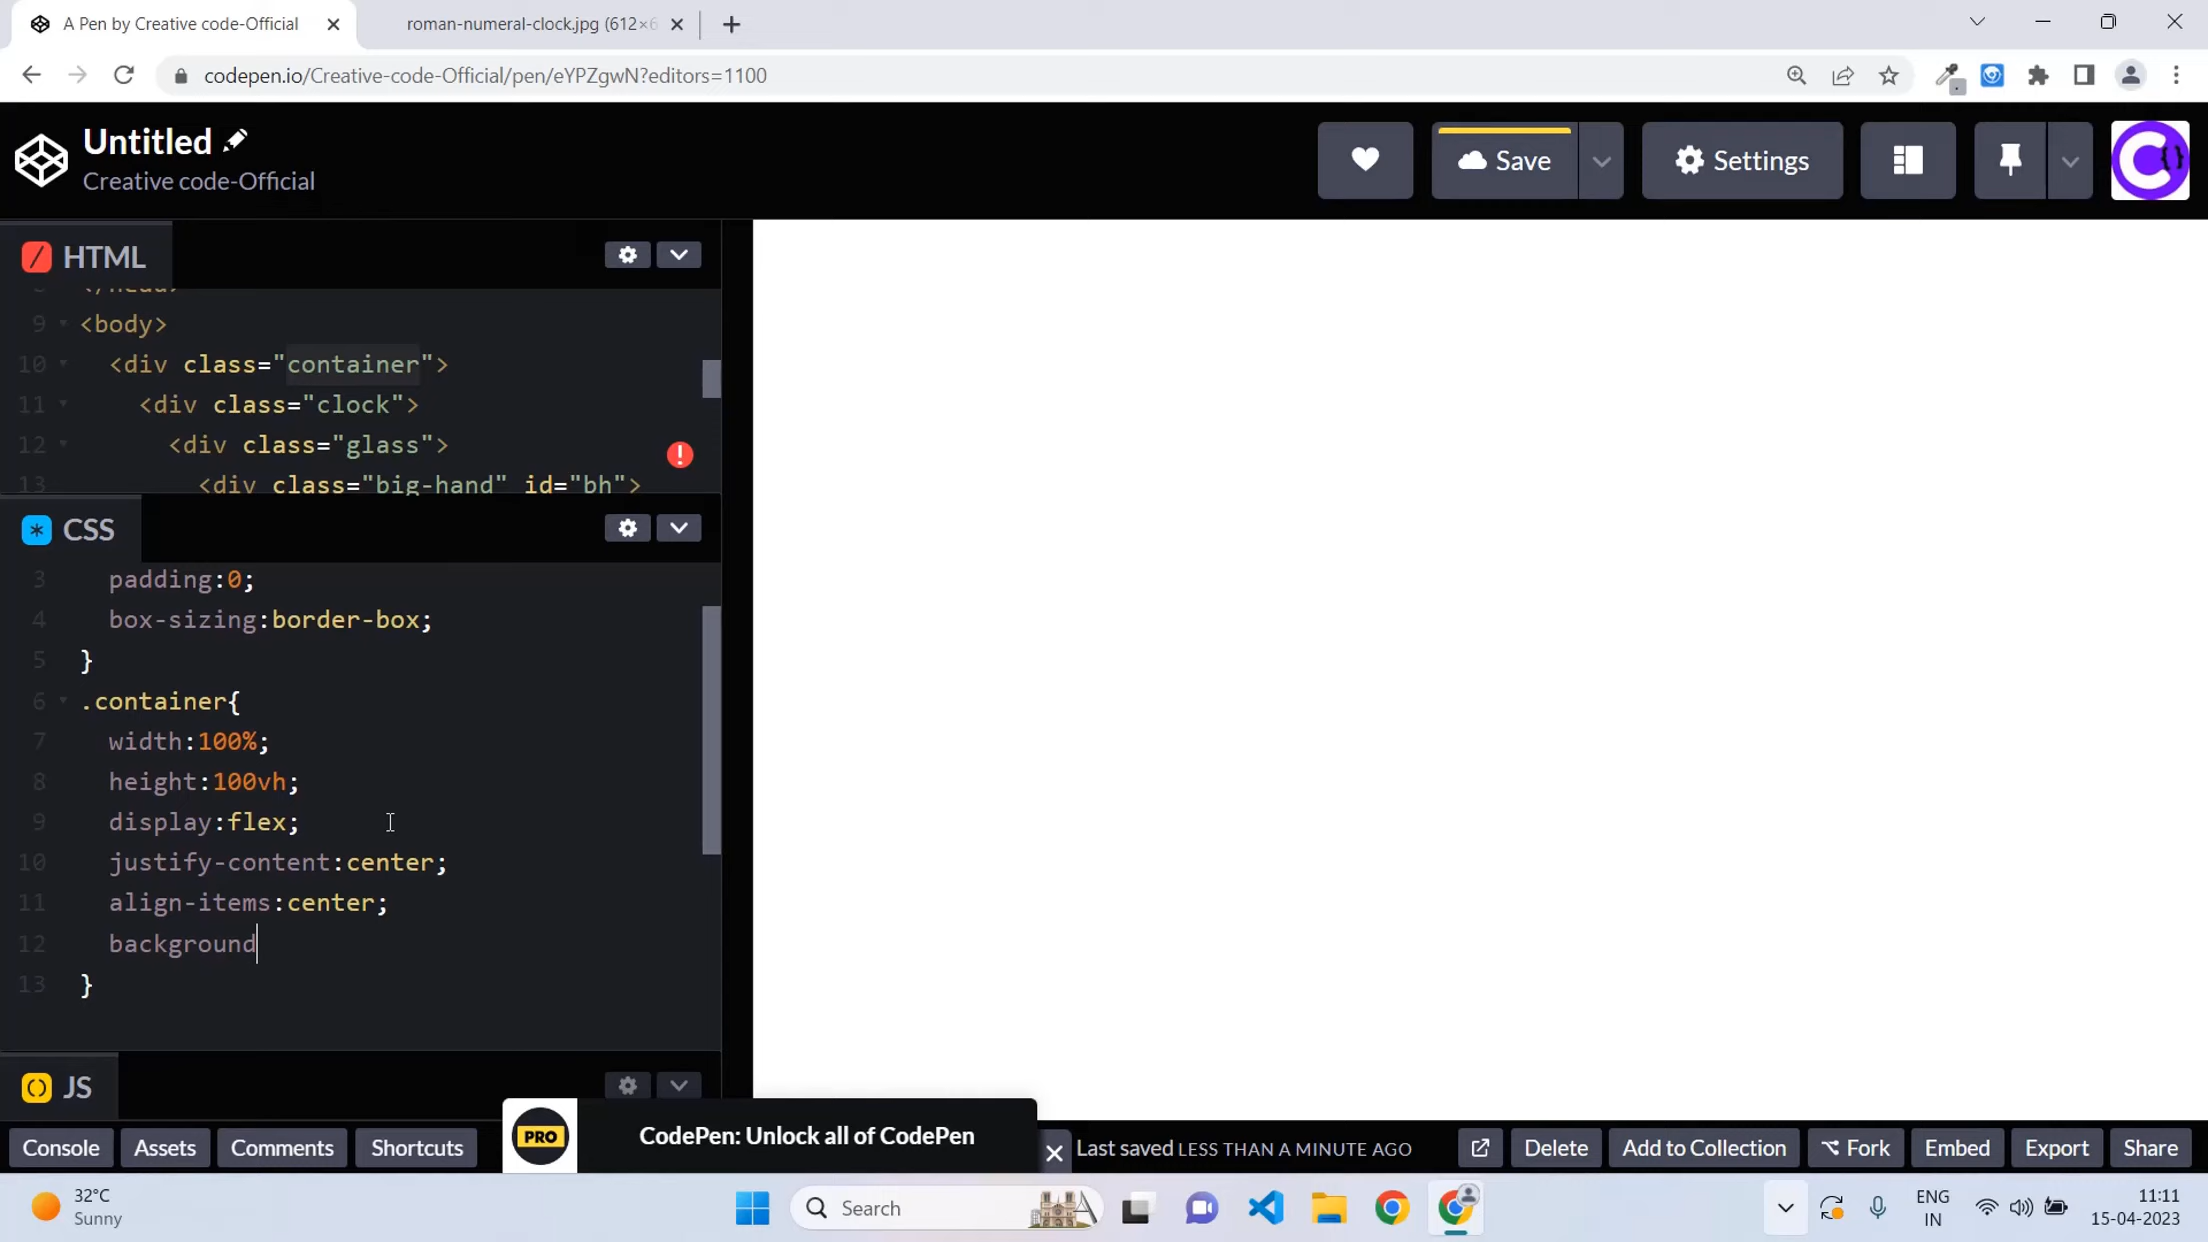 A Pen by Creative code-Official
roman-numeral-clock.jpg (612×6
codepen.io/Creative-code-Official/pen/eYPZgwN?editors=1100
Untitled
Creative code-Official
Save
Settings
HTML
9 <body>
10 <div class="container">
11 <div class="clock">
12 <div class="glass">
13 <div class="big-hand" id="bh">
CSS
3 padding:0;
4 box-sizing:border-box;
5 }
6 .container{
7 width:100%;
8 height:100vh;
9 display:flex;
10 justify-content:center;
11 align-items:center;
12 background
13 }
JS
PRO
CodePen: Unlock all of CodePen
Console
Assets
Comments
Shortcuts
Last saved LESS THAN A MINUTE AGO
Delete
Add to Collection
Fork
Embed
Export
Share
32°C
Sunny
Search
ENG
IN
11:11
15-04-2023